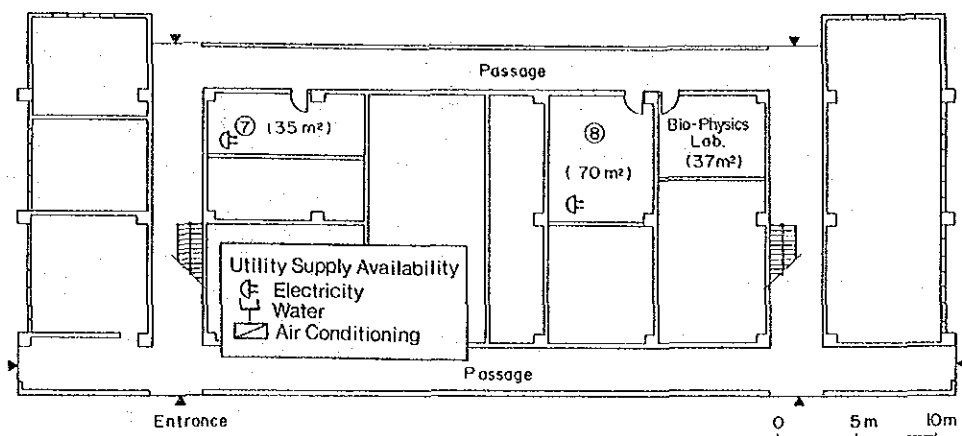 Passage
⑦ (35 m²)
⑧
(70 m²)
Bio-Physics
Lab.
(37m²)
Utility Supply Availability
Electricity
Water
Air Conditioning
Passage
Entrance
0 5m 10m